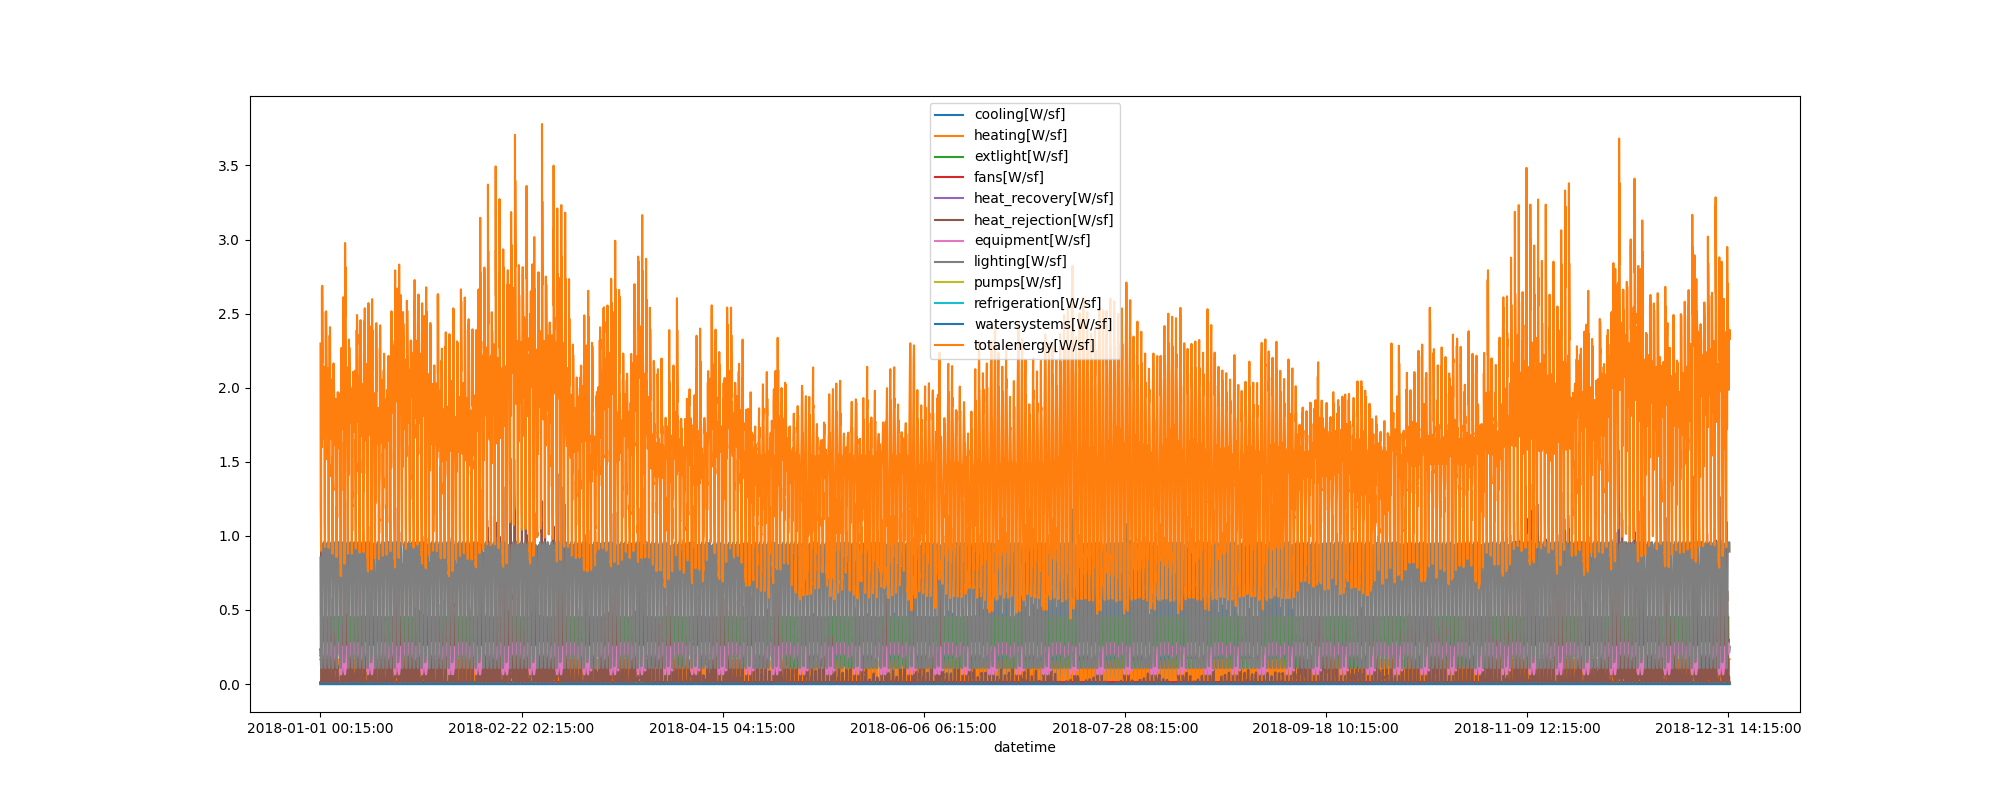 cooling[W/sf]
heating[W/sf]
extlight[W/sf]
fans[W/sf]
heat_recovery[W/sf]
heat_rejection[W/sf]
equipment[W/sf]
lighting[W/sf]
pumps[W/sf]
refrigeration[W/sf]
watersystems[W/sf]
totalenergy[W/sf]
3.5
3.0
2.5
2.0
1.5
1.0
0.5
0.0
2018-01-01 00:15:00 2018-02-22 02:15:00 2018-04-15 04:15:00 2018-06-06 06:15:00 2018-07-28 08:15:00 2018-09-18 10:15:00 2018-11-09 12:15:00 2018-12-31 14:15:00
datetime